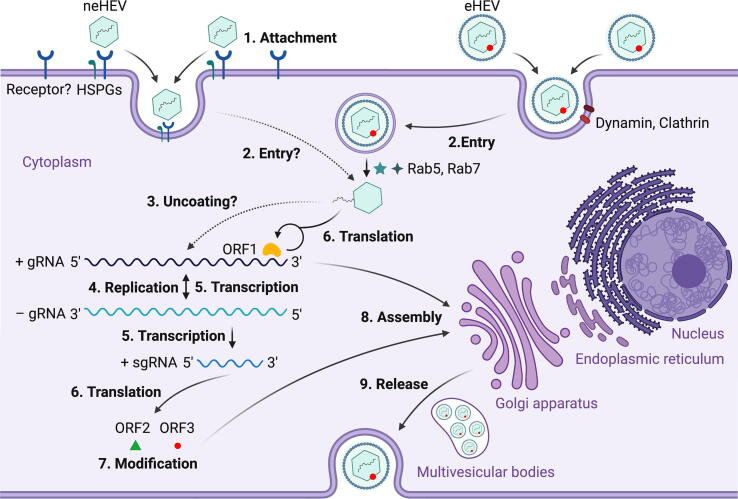 neHEV
eHEV
1. Attachment
Receptor? HSPGs
Dynamin, Clathrin
2. Entry?
2.Entry
Cytoplasm
Rab5, Rab7
3. Uncoating?
6. Translation
ORF1
+ gRNA 5' 3'
4. Replication 5. Transcription
− gRNA 3' 5'
8. Assembly
5. Transcription
Nucleus
+ sgRNA 5' 3'
Endoplasmic reticulum
6. Translation
9. Release
Golgi apparatus
ORF2 ORF3
7. Modification
Multivesicular bodies